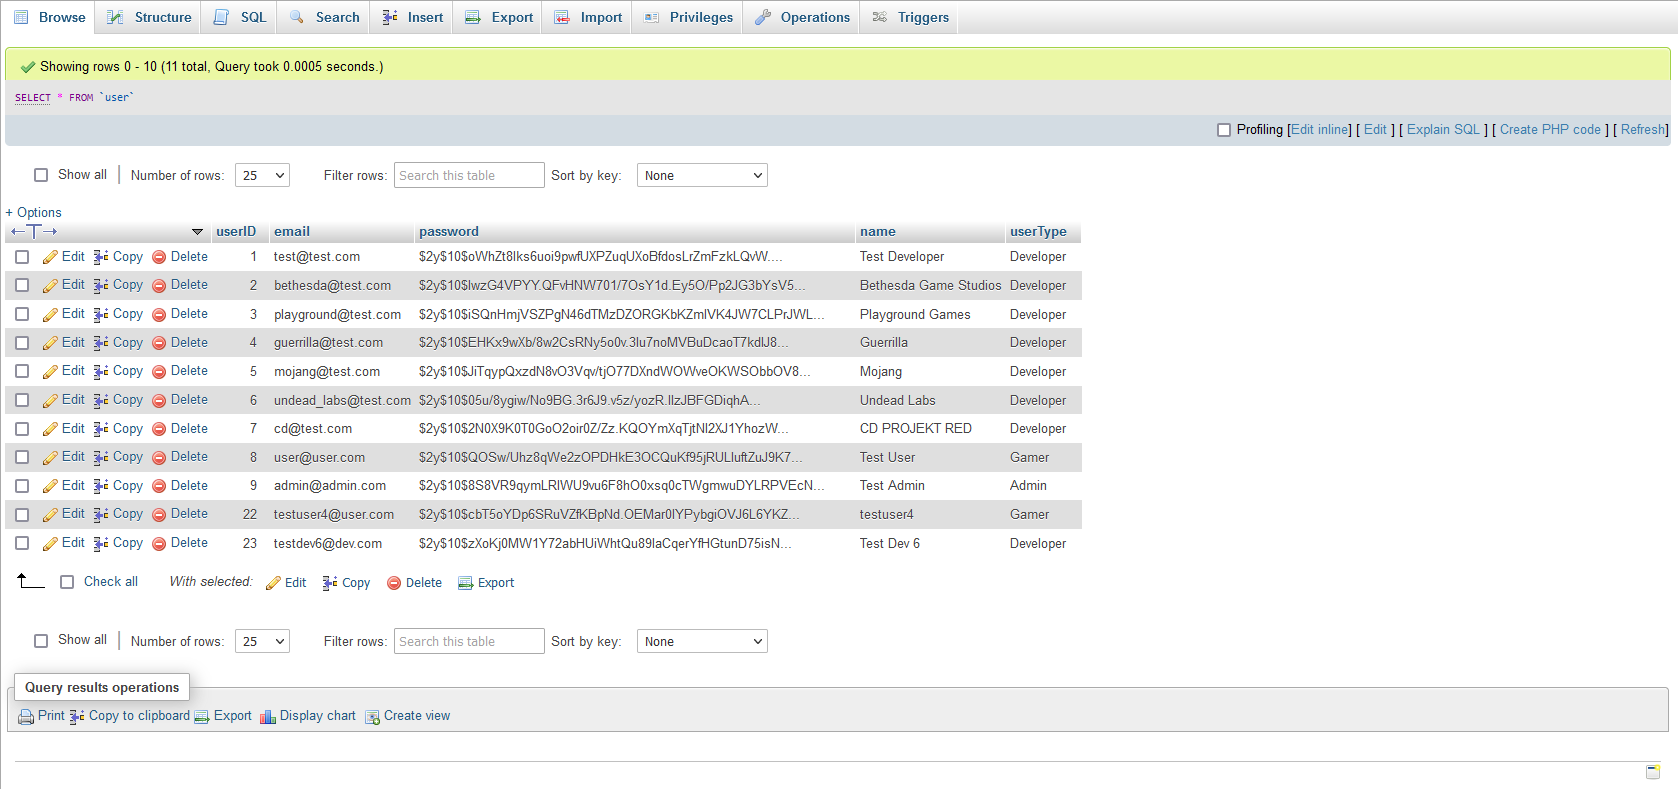 Browse Structure SQL Search Insert Export Import Privileges Operations Triggers
Showing rows 0 - 10 (11 total, Query took 0.0005 seconds.)
SELECT * FROM `user`
Profiling [Edit inline] [ Edit ] [ Explain SQL ] [ Create PHP code ] [ Refresh]
Show all Number of rows: 25 Filter rows: Search this table Sort by key: None
+ Options
userID email password name userType
Edit Copy Delete 1 test@test.com $2y$10$oWhZt8Iks6uoi9pwfUXPZuqUXoBfdosLrZmFzkLQvW.... Test Developer Developer
Edit Copy Delete 2 bethesda@test.com $2y$10$lwzG4VPYY.QFvHNW701/7OsY1d.Ey5O/Pp2JG3bYsV5... Bethesda Game Studios Developer
Edit Copy Delete 3 playground@test.com $2y$10$iSQnHmjVSZPgN46dTMzDZORGKbKZmlVK4JW7CLPrJWL... Playground Games Developer
Edit Copy Delete 4 guerrilla@test.com $2y$10$EHKx9wXb/8w2CsRNy5o0v.3lu7noMVBuDcaoT7kdlJ8... Guerrilla Developer
Edit Copy Delete 5 mojang@test.com $2y$10$JiTqypQxzdN8vO3Vqv/tjO77DXndWOWveOKWSObbOV8... Mojang Developer
Edit Copy Delete 6 undead_labs@test.com $2y$10$05u/8ygiw/No9BG.3r6J9.v5z/yozR.IlzJBFGDiqhA... Undead Labs Developer
Edit Copy Delete 7 cd@test.com $2y$10$2N0X9K0T0GoO2oir0Z/Zz.KQOYmXqTjtNl2XJ1YhozW... CD PROJEKT RED Developer
Edit Copy Delete 8 user@user.com $2y$10$QOSw/Uhz8qWe2zOPDHkE3OCQuKf95jRULluftZuJ9K7... Test User Gamer
Edit Copy Delete 9 admin@admin.com $2y$10$8S8VR9qymLRlWU9vu6F8hO0xsq0cTWgmwuDYLRPVEcN... Test Admin Admin
Edit Copy Delete 22 testuser4@user.com $2y$10$cbT5oYDp6SRuVZfKBpNd.OEMar0lYPybgiOVJ6L6YKZ... testuser4 Gamer
Edit Copy Delete 23 testdev6@dev.com $2y$10$zXoKj0MW1Y72abHUiWhtQu89laCqerYfHGtunD75isN... Test Dev 6 Developer
Check all With selected: Edit Copy Delete Export
Show all Number of rows: 25 Filter rows: Search this table Sort by key: None
Query results operations
Print Copy to clipboard Export Display chart Create view